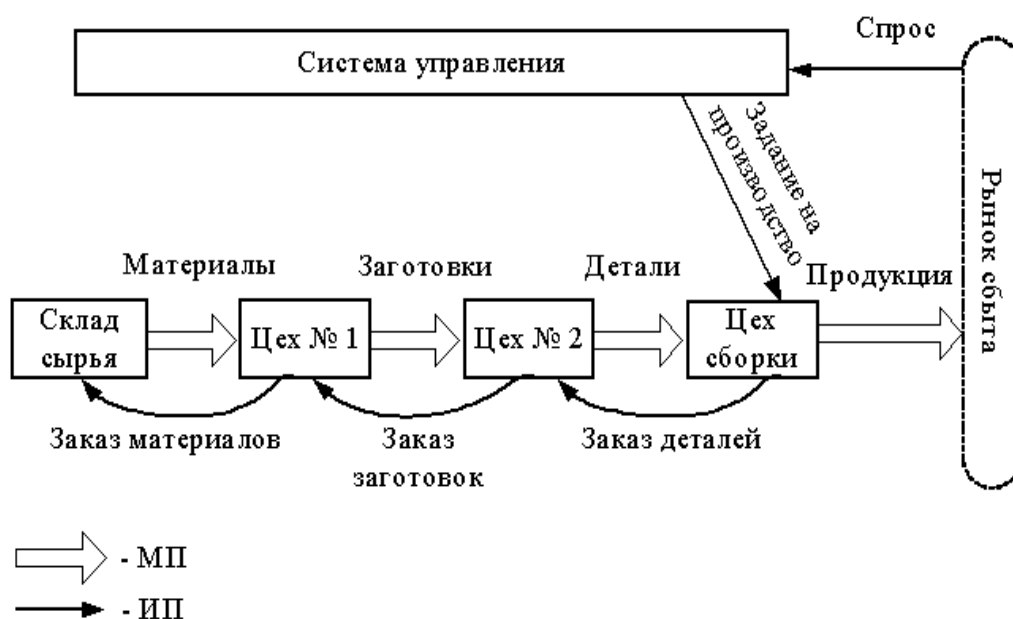 Спрос
Система управления
Задание на
производство
Рынок сбыта
Материалы
Заготовки
Детали
Продукция
Склад
сырья
Цех № 1
Цех № 2
Цех
сборки
Заказ материалов
Заказ
заготовок
Заказ деталей
- МП
- ИП